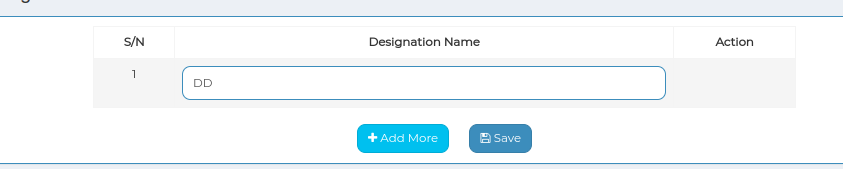 S/N Designation Name Action
1 DD
Add More Save